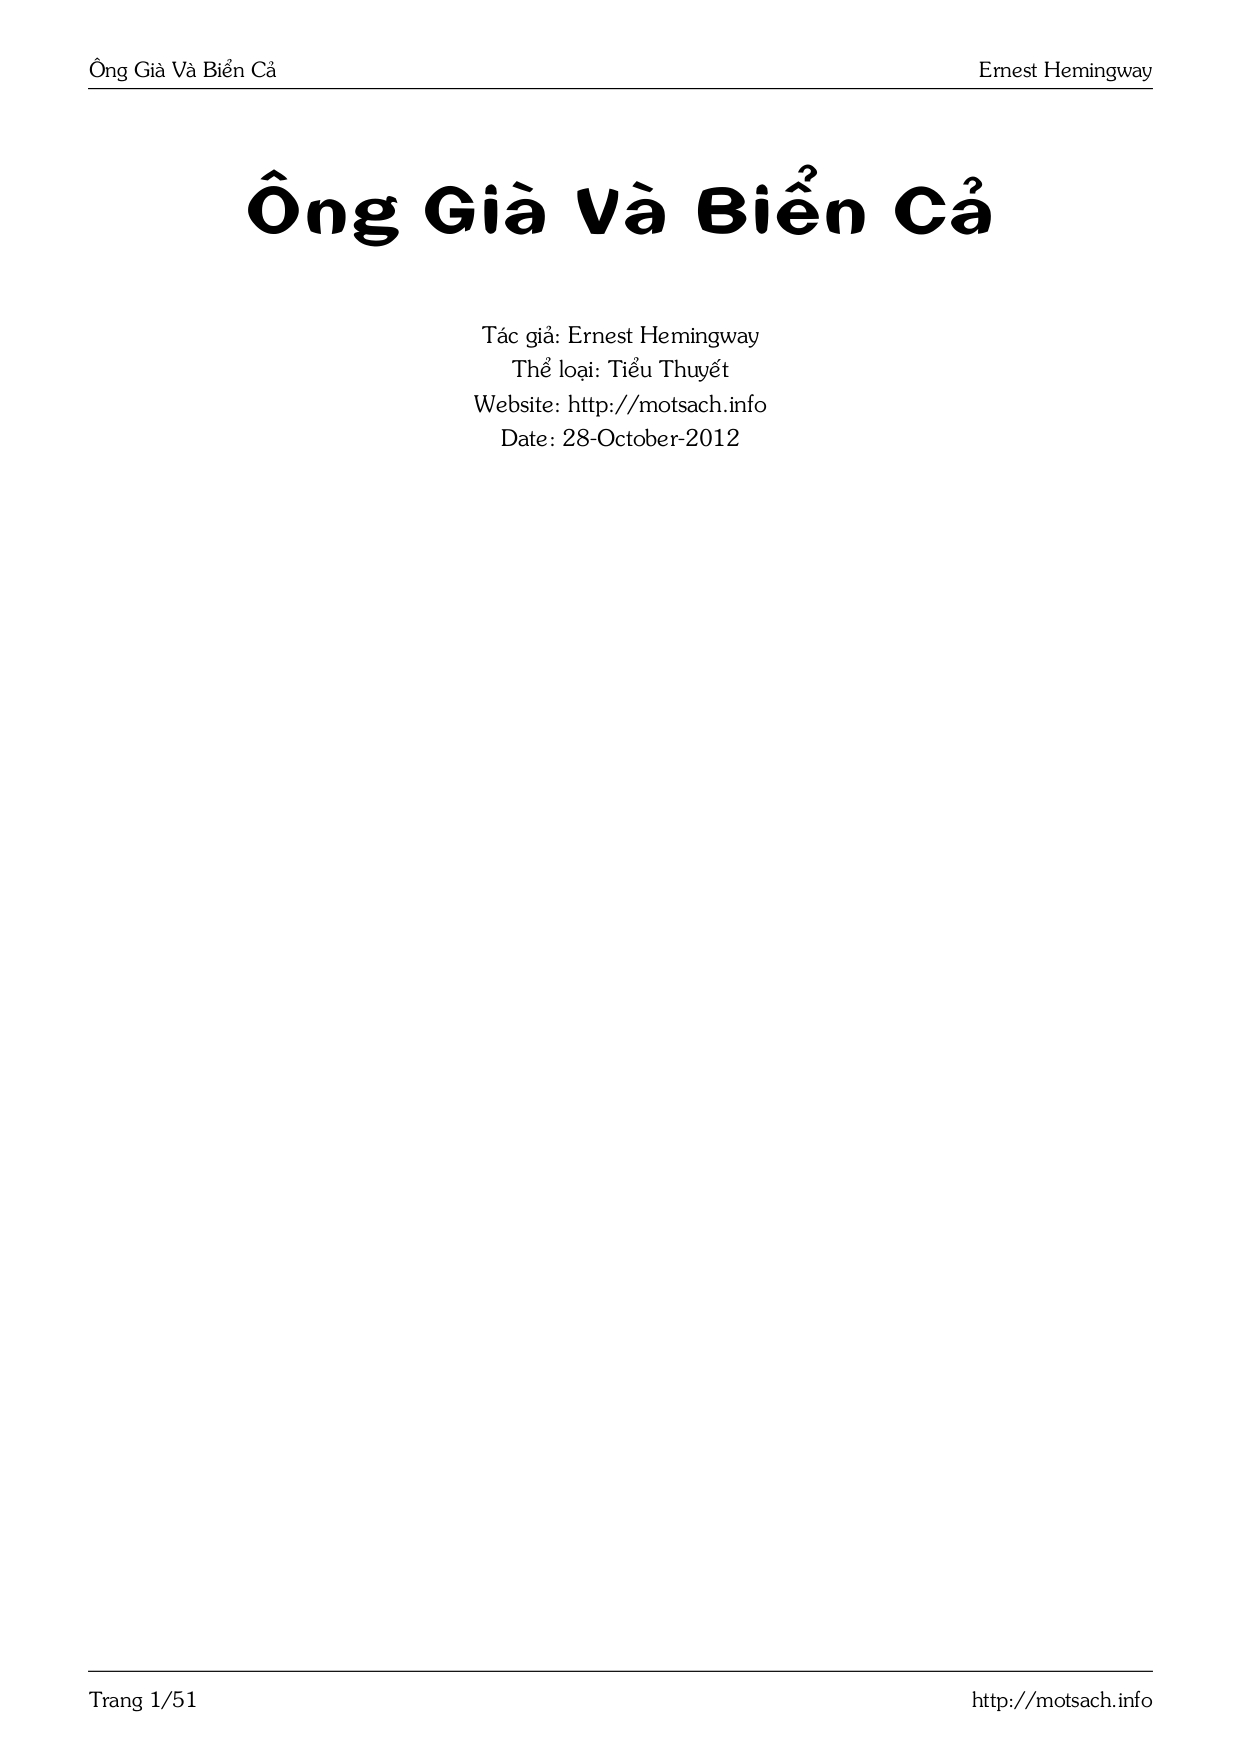 Ông Già Và Biển Cả
Ernest Hemingway
Ông Già Và Biển Cả
Tác giả: Ernest Hemingway
Thể loại: Tiểu Thuyết
Website: http://motsach.info
Date: 28-October-2012
Trang 1/51
http://motsach.info